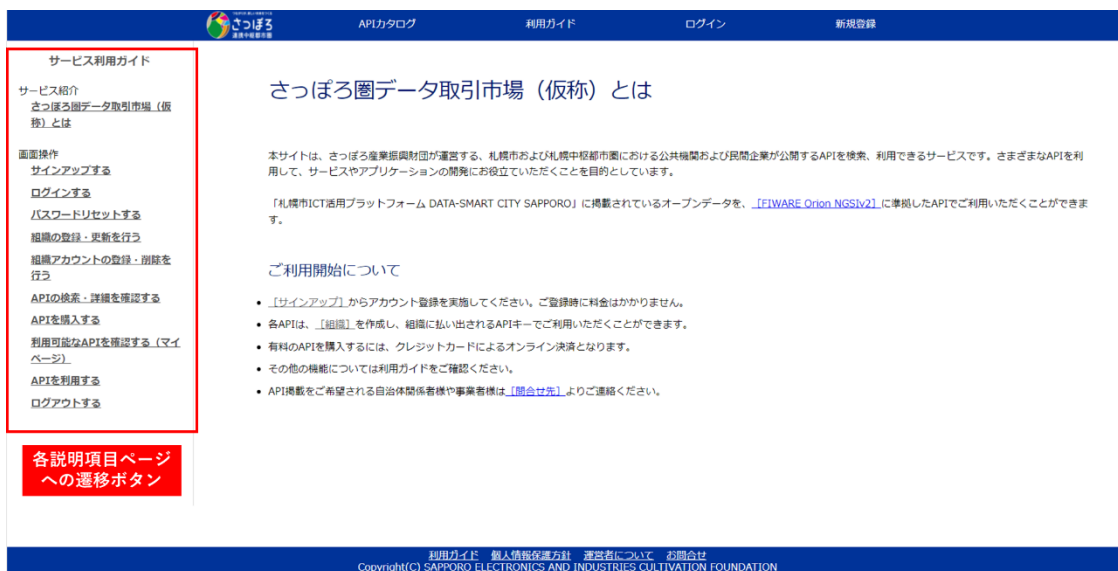 さっぽろ
連携中枢都市圏
APIカタログ
利用ガイド
ログイン
新規登録
サービス利用ガイド
サービス紹介
さっぽろ圏データ取引市場（仮
称）とは
画面操作
サインアップする
ログインする
パスワードリセットする
組織の登録・更新を行う
組織アカウントの登録・削除を
行う
APIの検索・詳細を確認する
APIを購入する
利用可能なAPIを確認する（マイ
ページ）
APIを利用する
ログアウトする
各説明項目ページ
への遷移ボタン
さっぽろ圏データ取引市場（仮称）とは
本サイトは、さっぽろ産業振興財団が運営する、札幌市および札幌中枢都市圏における公共機関および民間企業が公開するAPIを検索、利用できるサービスです。さまざまなAPIを利
用して、サービスやアプリケーションの開発にお役立ていただくことを目的としています。
「札幌市ICT活用プラットフォーム DATA-SMART CITY SAPPORO」に掲載されているオープンデータを、［FIWARE Orion NGSIv2］に準拠したAPIでご利用いただくことができま
す。
ご利用開始について
• ［サインアップ］からアカウント登録を実施してください。ご登録時に料金はかかりません。
• 各APIは、［組織］を作成し、組織に払い出されるAPIキーでご利用いただくことができます。
• 有料のAPIを購入するには、クレジットカードによるオンライン決済となります。
• その他の機能については利用ガイドをご確認ください。
• API掲載をご希望される自治体関係者様や事業者様は［問合せ先］よりご連絡ください。
利用ガイド 個人情報保護方針 運営者について お問合せ
Copyright(C) SAPPORO ELECTRONICS AND INDUSTRIES CULTIVATION FOUNDATION